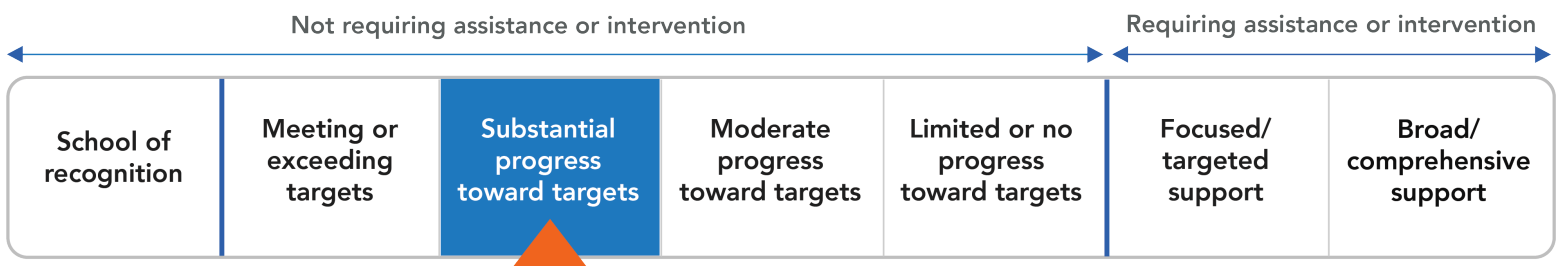 Not requiring assistance or intervention
Requiring assistance or intervention
School of
recognition
Meeting or
exceeding
targets
Substantial
progress
toward targets
Moderate
progress
toward targets
Limited or no
progress
toward targets
Focused/
targeted
support
Broad/
comprehensive
support